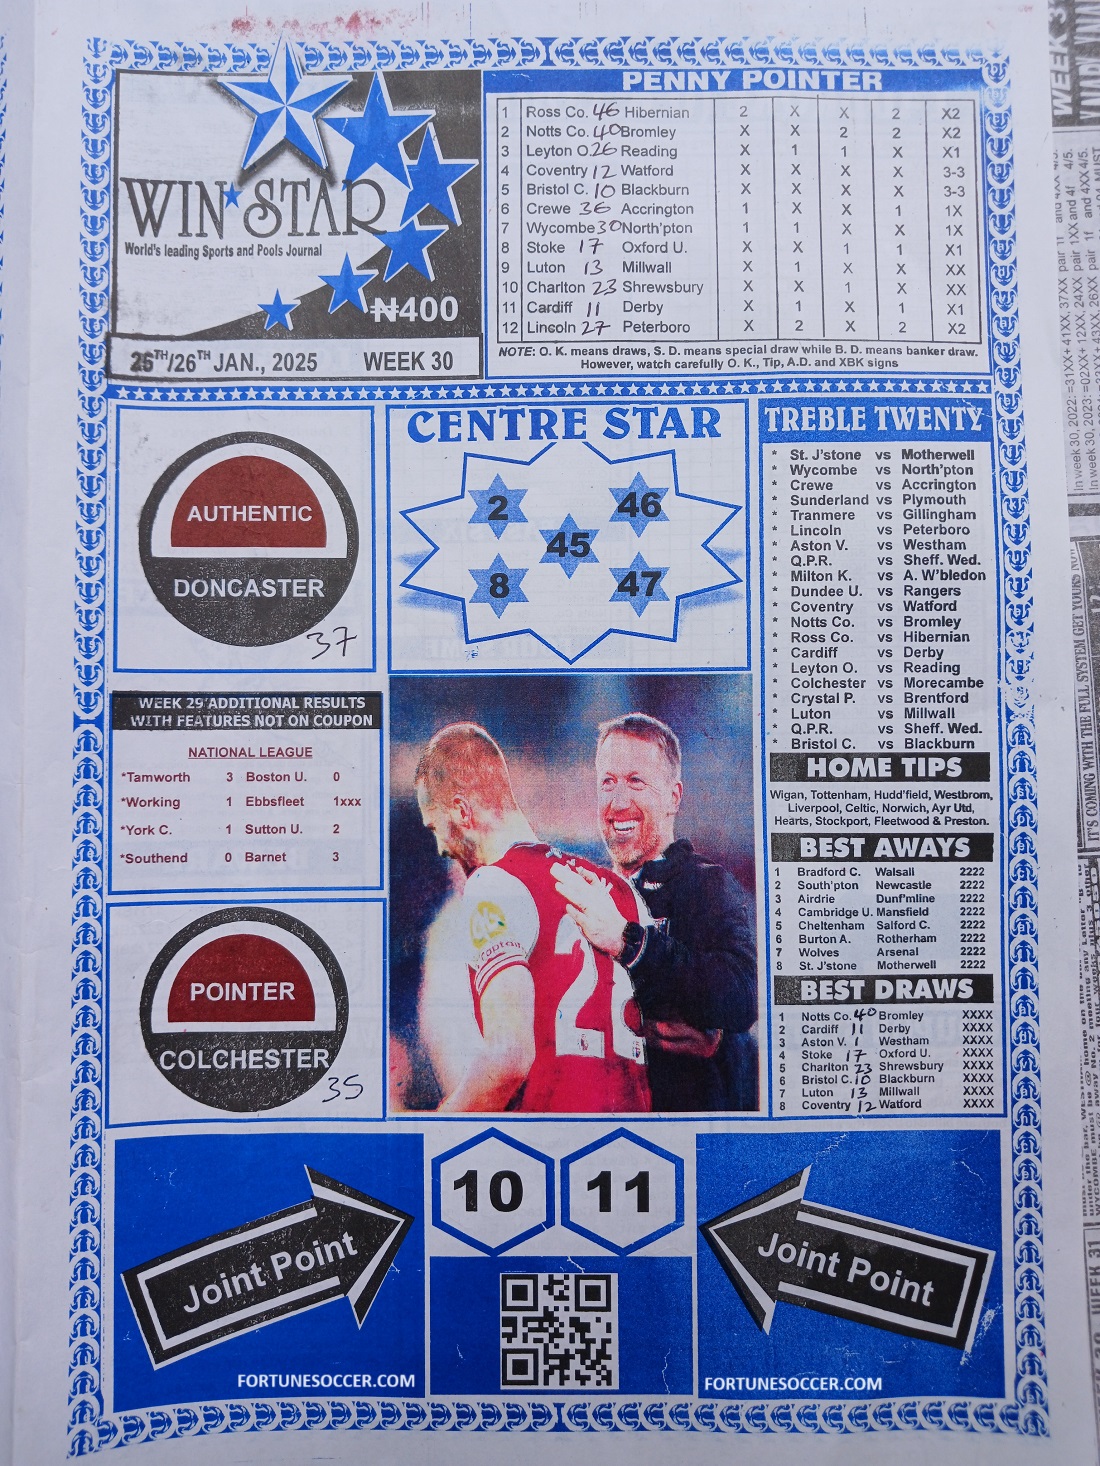 WIN STAR
World's leading Sports and Pools Journal
₦400
25TH/26TH JAN., 2025 WEEK 30
PENNY POINTER
1 Ross Co. 46 Hibernian 2 X X 2 X2
2 Notts Co. 40 Bromley X X 2 2 X2
3 Leyton O. 26 Reading X 1 1 X X1
4 Coventry 12 Watford X X X X 3-3
5 Bristol C. 10 Blackburn X X X X 3-3
6 Crewe 36 Accrington 1 X X 1 1X
7 Wycombe 30 North'pton 1 1 X X 1X
8 Stoke 17 Oxford U. X X 1 1 X1
9 Luton 13 Millwall X 1 X X XX
10 Charlton 23 Shrewsbury X X 1 X XX
11 Cardiff 11 Derby X 1 X 1 X1
12 Lincoln 27 Peterboro X 2 X 2 X2
NOTE: O. K. means draws, S. D. means special draw while B. D. means banker draw.
However, watch carefully O. K., Tip, A.D. and XBK signs
AUTHENTIC
DONCASTER
37
CENTRE STAR
2 46
45
8 47
TREBLE TWENTY
* St. J'stone vs Motherwell
* Wycombe vs North'pton
* Crewe vs Accrington
* Sunderland vs Plymouth
* Tranmere vs Gillingham
* Lincoln vs Peterboro
* Aston V. vs Westham
* Q.P.R. vs Sheff. Wed.
* Milton K. vs A. W'bledon
* Dundee U. vs Rangers
* Coventry vs Watford
* Notts Co. vs Bromley
* Ross Co. vs Hibernian
* Cardiff vs Derby
* Leyton O. vs Reading
* Colchester vs Morecambe
* Crystal P. vs Brentford
* Luton vs Millwall
* Q.P.R. vs Sheff. Wed.
* Bristol C. vs Blackburn
WEEK 29 ADDITIONAL RESULTS
WITH FEATURES NOT ON COUPON
NATIONAL LEAGUE
*Tamworth 3 Boston U. 0
*Working 1 Ebbsfleet 1xxx
*York C. 1 Sutton U. 2
*Southend 0 Barnet 3
POINTER
COLCHESTER
35
HOME TIPS
Wigan, Tottenham, Hudd'field, Westbrom,
Liverpool, Celtic, Norwich, Ayr Utd,
Hearts, Stockport, Fleetwood & Preston.
BEST AWAYS
1 Bradford C. Walsall 2222
2 South'pton Newcastle 2222
3 Airdrie Dunf'mline 2222
4 Cambridge U. Mansfield 2222
5 Cheltenham Salford C. 2222
6 Burton A. Rotherham 2222
7 Wolves Arsenal 2222
8 St. J'stone Motherwell 2222
BEST DRAWS
1 Notts Co. 40 Bromley XXXX
2 Cardiff 11 Derby XXXX
3 Aston V. 1 Westham XXXX
4 Stoke 17 Oxford U. XXXX
5 Charlton 23 Shrewsbury XXXX
6 Bristol C. 10 Blackburn XXXX
7 Luton 13 Millwall XXXX
8 Coventry 12 Watford XXXX
Joint Point
10 11
Joint Point
FORTUNESOCCER.COM
FORTUNESOCCER.COM
WEEK 3
IT'S COMING WITH THE FULL SYSTEM GET YOURS NOW
WEEK 31